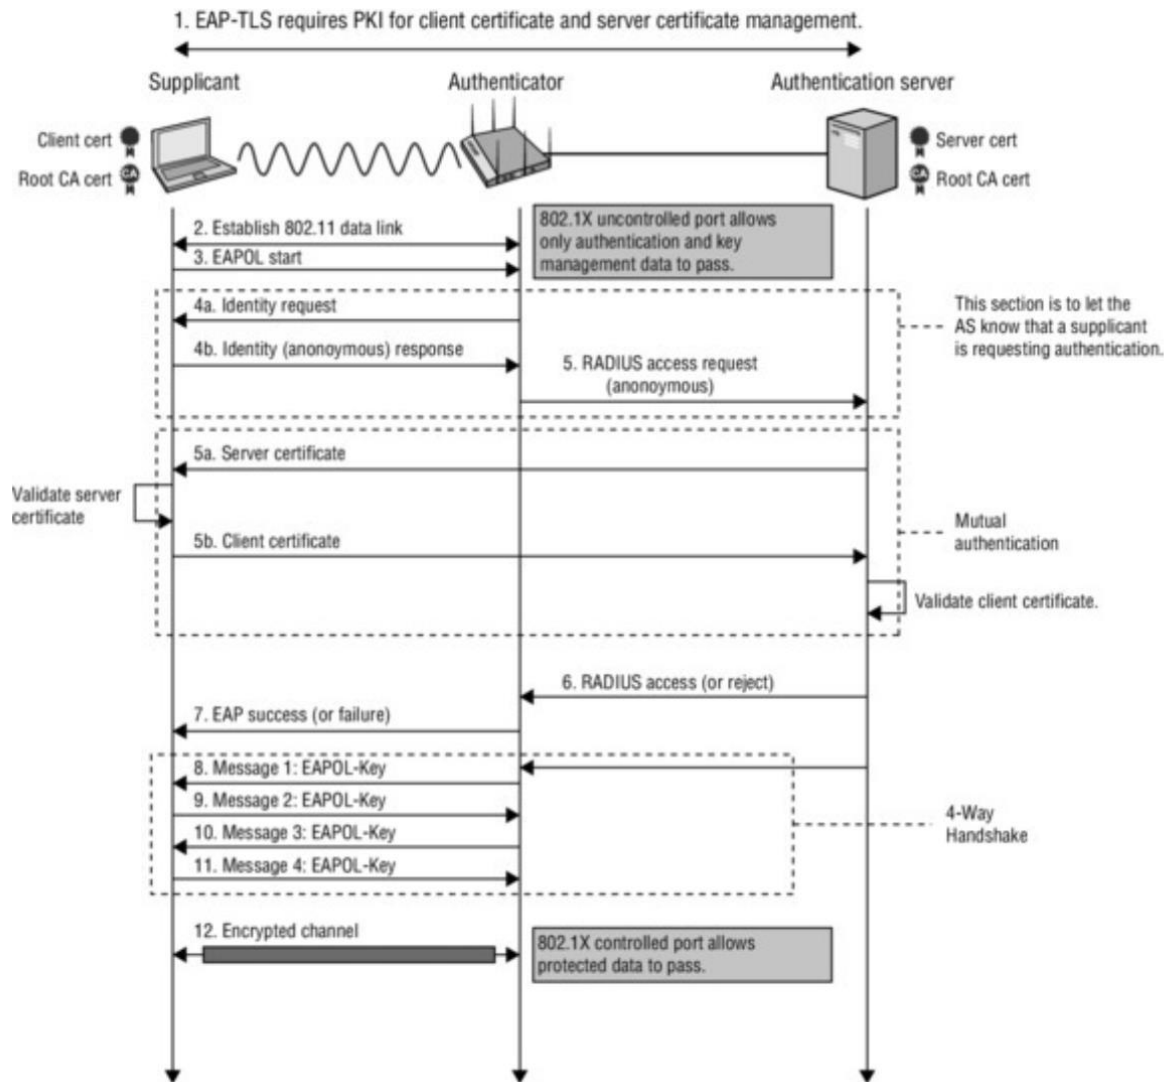 1. EAP-TLS requires PKI for client certificate and server certificate management.
Supplicant
Authenticator
Authentication server
Client cert
Root CA cert
CA
Server cert
Root CA cert
CA
2. Establish 802.11 data link
802.1X uncontrolled port allows
only authentication and key
management data to pass.
3. EAPOL start
4a. Identity request
This section is to let the
AS know that a supplicant
is requesting authentication.
4b. Identity (anonoymous) response
5. RADIUS access request
(anonoymous)
5a. Server certificate
Validate server
certificate
5b. Client certificate
Mutual
authentication
Validate client certificate.
6. RADIUS access (or reject)
7. EAP success (or failure)
8. Message 1: EAPOL-Key
9. Message 2: EAPOL-Key
10. Message 3: EAPOL-Key
11. Message 4: EAPOL-Key
4-Way
Handshake
12. Encrypted channel
802.1X controlled port allows
protected data to pass.